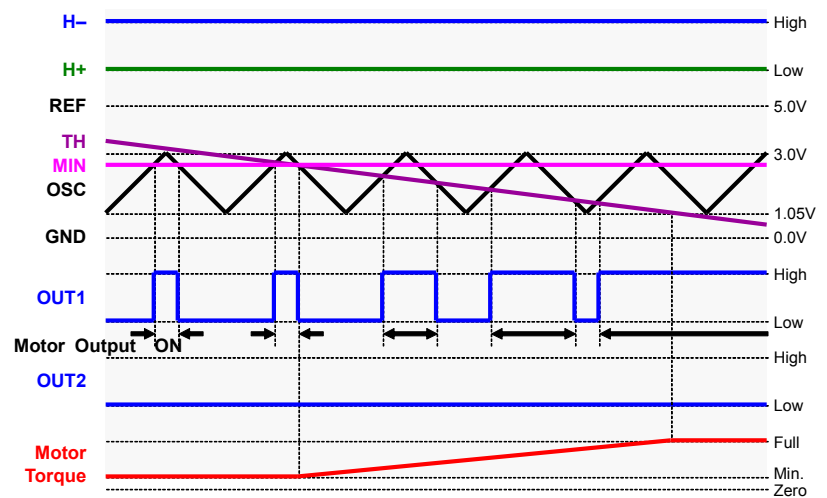 H–
High
H+
Low
REF
5.0V
TH
3.0V
MIN
OSC
1.05V
GND
0.0V
High
OUT1
Low
Motor Output ON
High
OUT2
Low
Full
Motor
Torque
Min.
Zero